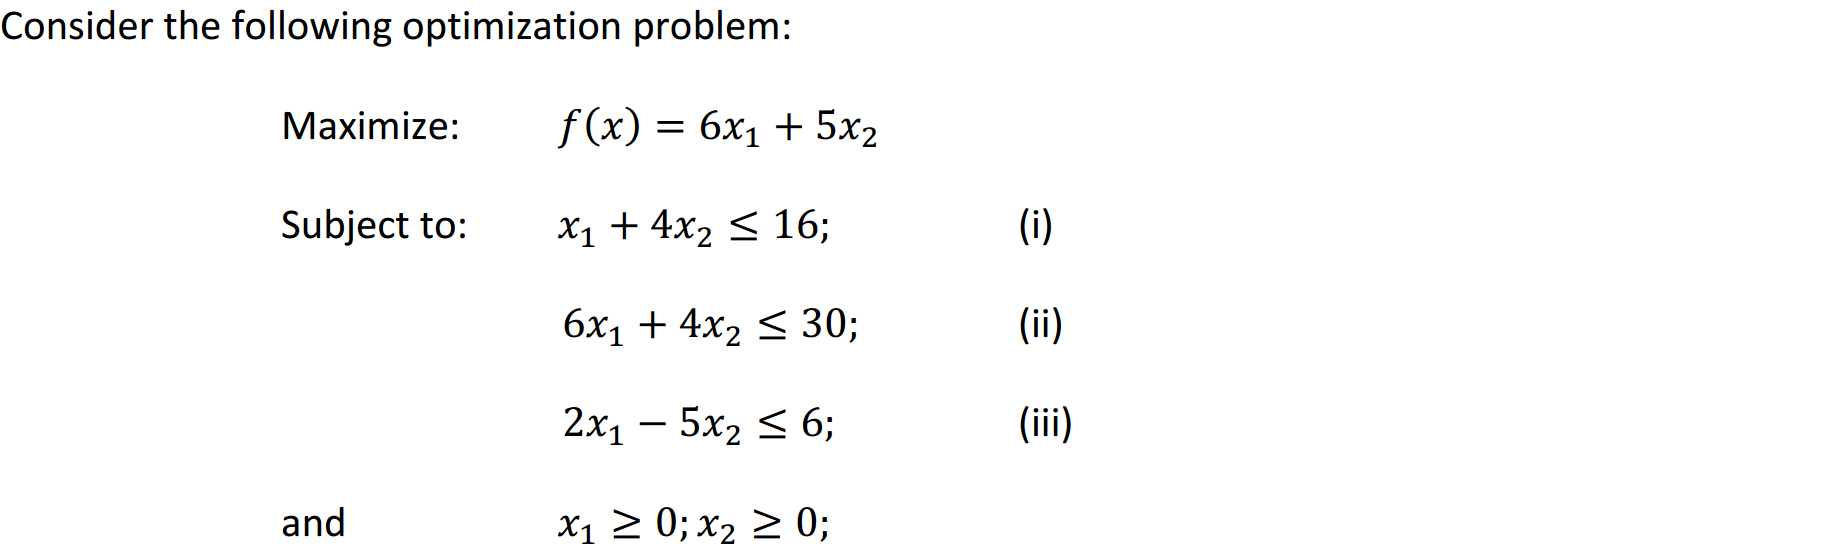 Consider the following optimization problem:
Maximize: f(x) = 6x₁ + 5x₂
Subject to: x₁ + 4x₂ ≤ 16; (i)
6x₁ + 4x₂ ≤ 30; (ii)
2x₁ − 5x₂ ≤ 6; (iii)
and x₁ ≥ 0; x₂ ≥ 0;